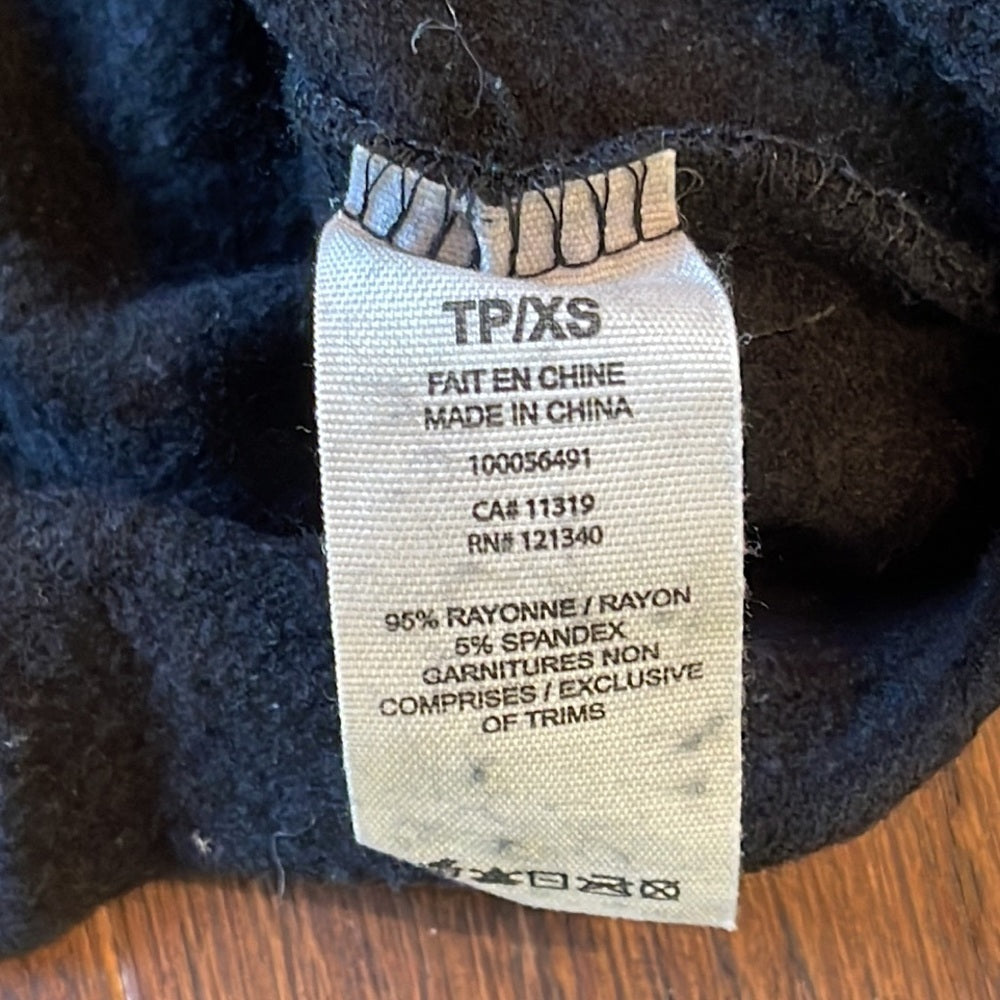 TP/XS
FAIT EN CHINE
MADE IN CHINA
100056491
CA# 11319
RN# 121340
95% RAYONNE / RAYON
5% SPANDEX
GARNITURES NON
COMPRISES / EXCLUSIVE
OF TRIMS